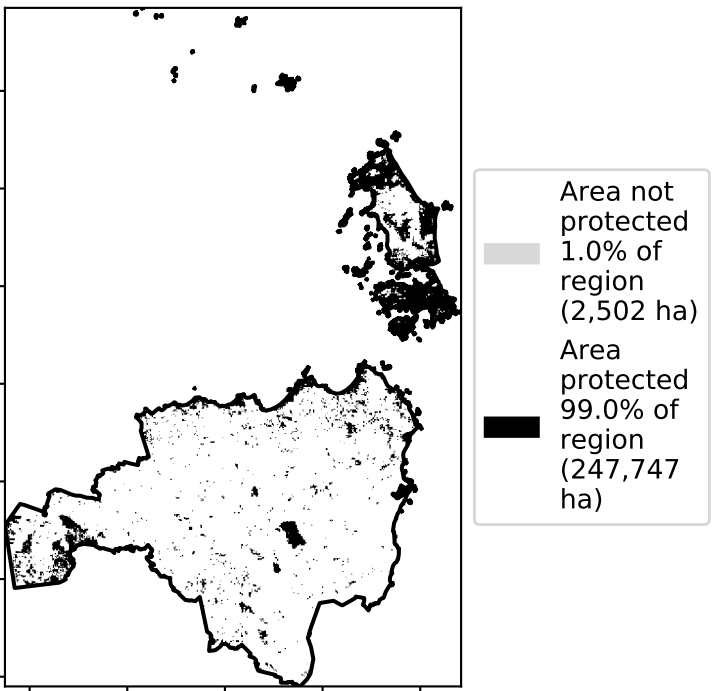 Area not
protected
1.0% of
region
(2,502 ha)
Area
protected
99.0% of
region
(247,747
ha)